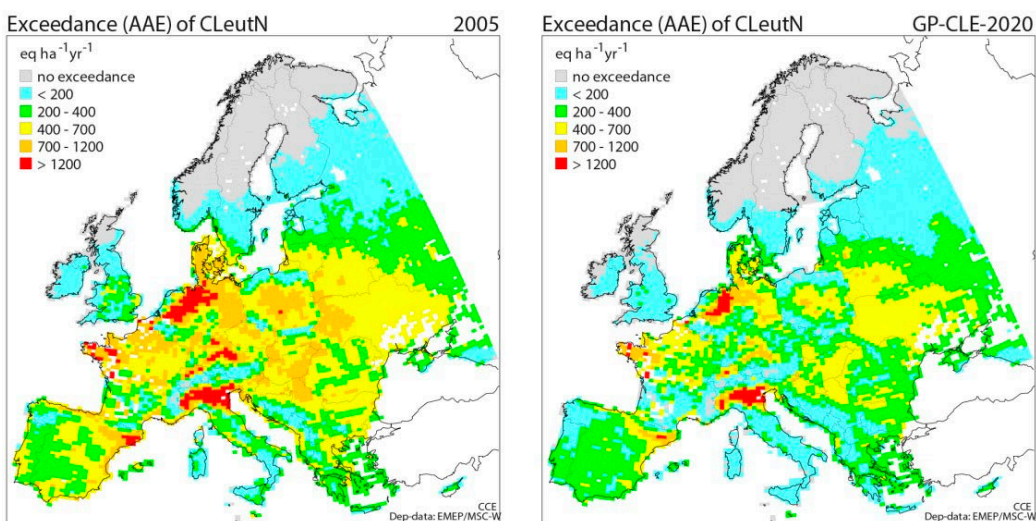 Exceedance (AAE) of CLeutN 2005
eq ha⁻¹yr⁻¹
no exceedance
< 200
200 - 400
400 - 700
700 - 1200
> 1200
CCE
Dep-data: EMEP/MSC-W
Exceedance (AAE) of CLeutN GP-CLE-2020
eq ha⁻¹yr⁻¹
no exceedance
< 200
200 - 400
400 - 700
700 - 1200
> 1200
CCE
Dep-data: EMEP/MSC-W